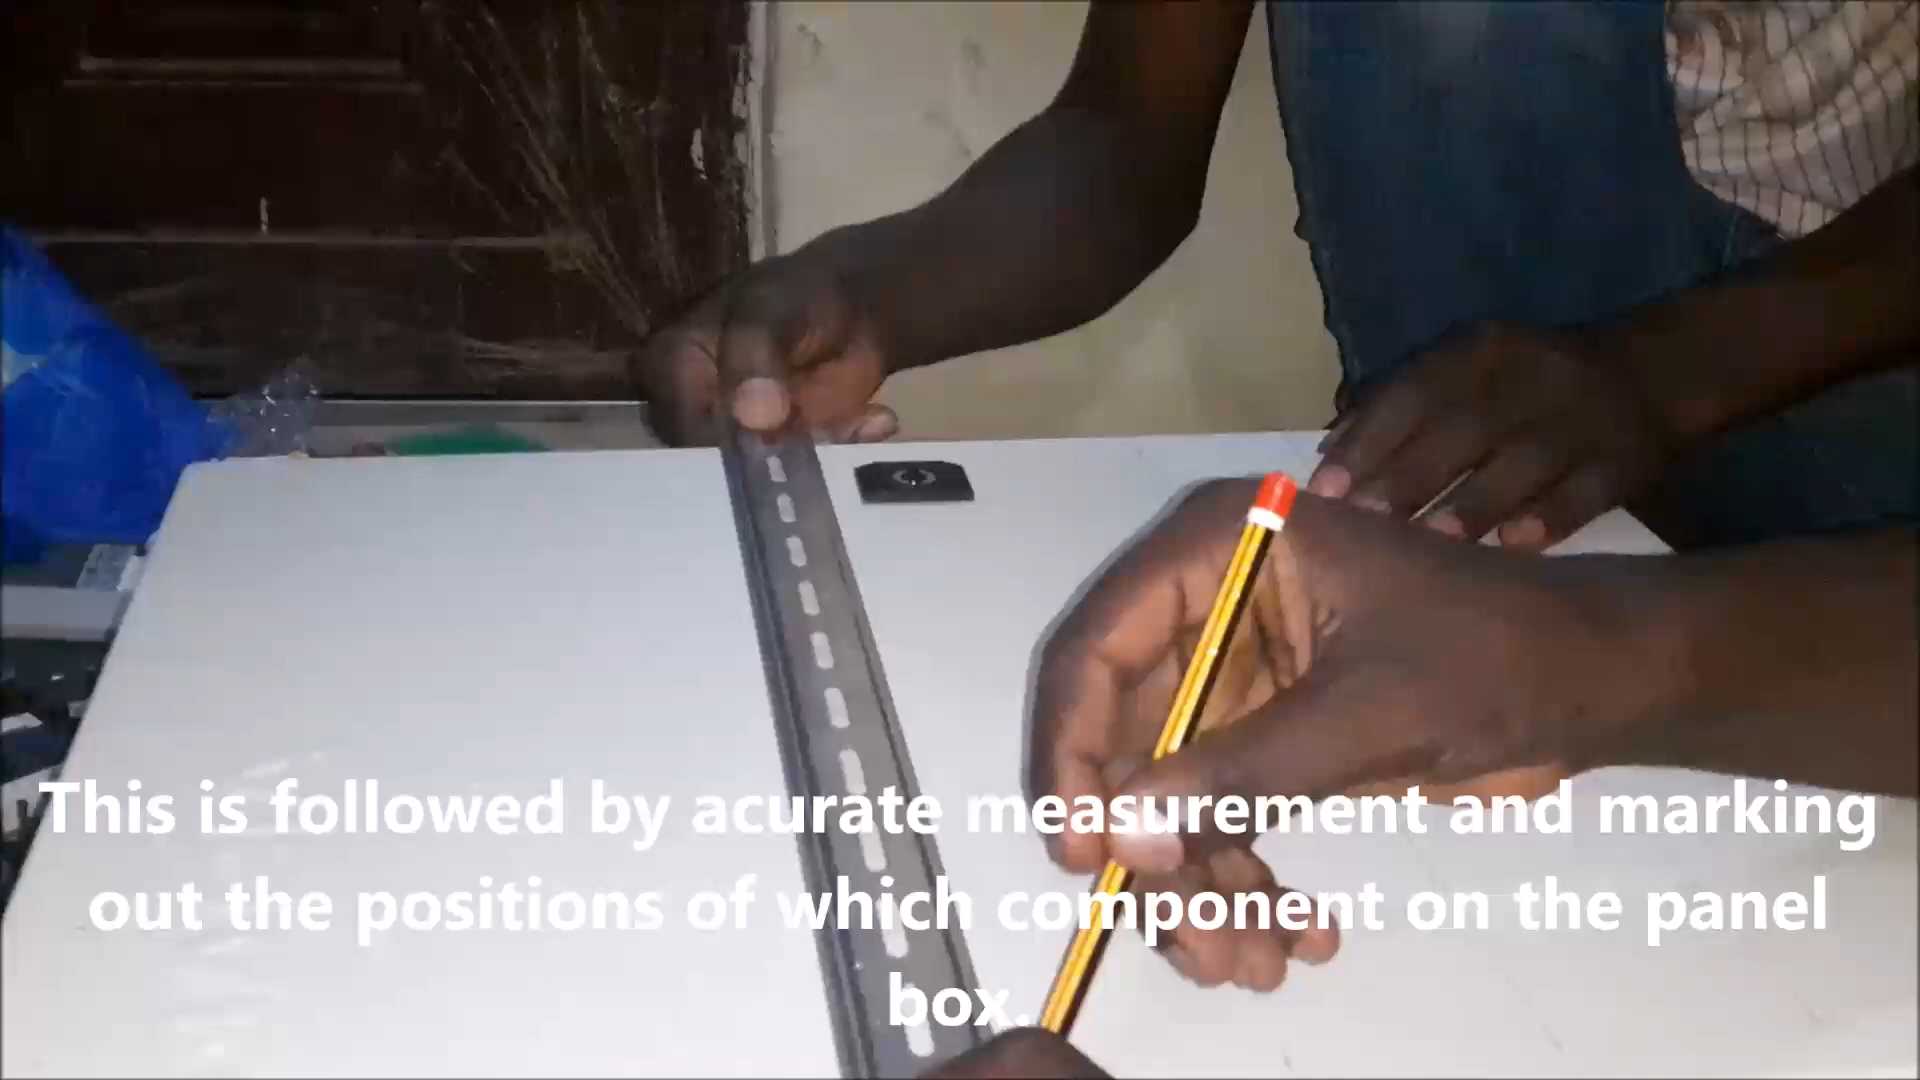 This is followed by acurate measurement and marking
out the positions of which component on the panel
box.